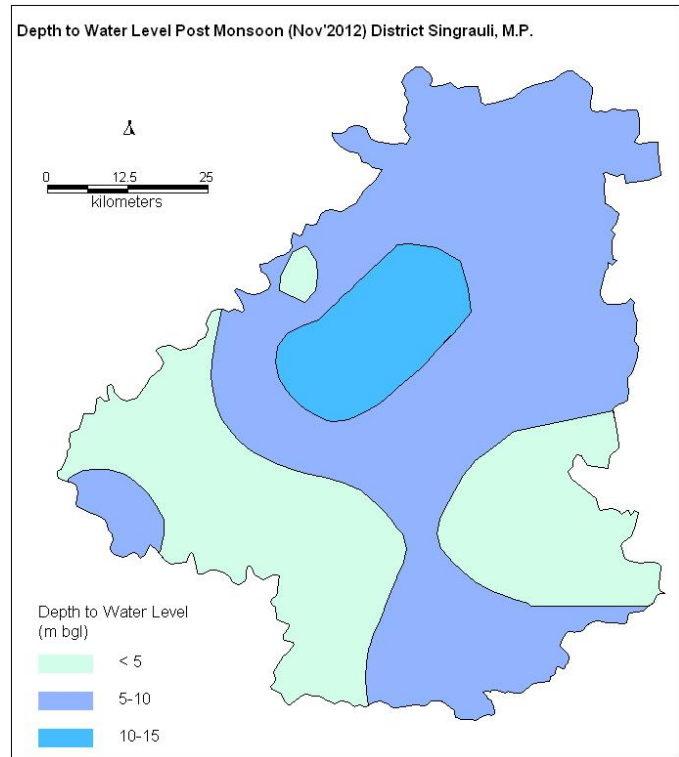 Depth to Water Level Post Monsoon (Nov'2012) District Singrauli, M.P.
0 12.5 25
kilometers
Depth to Water Level
(m bgl)
< 5
5-10
10-15